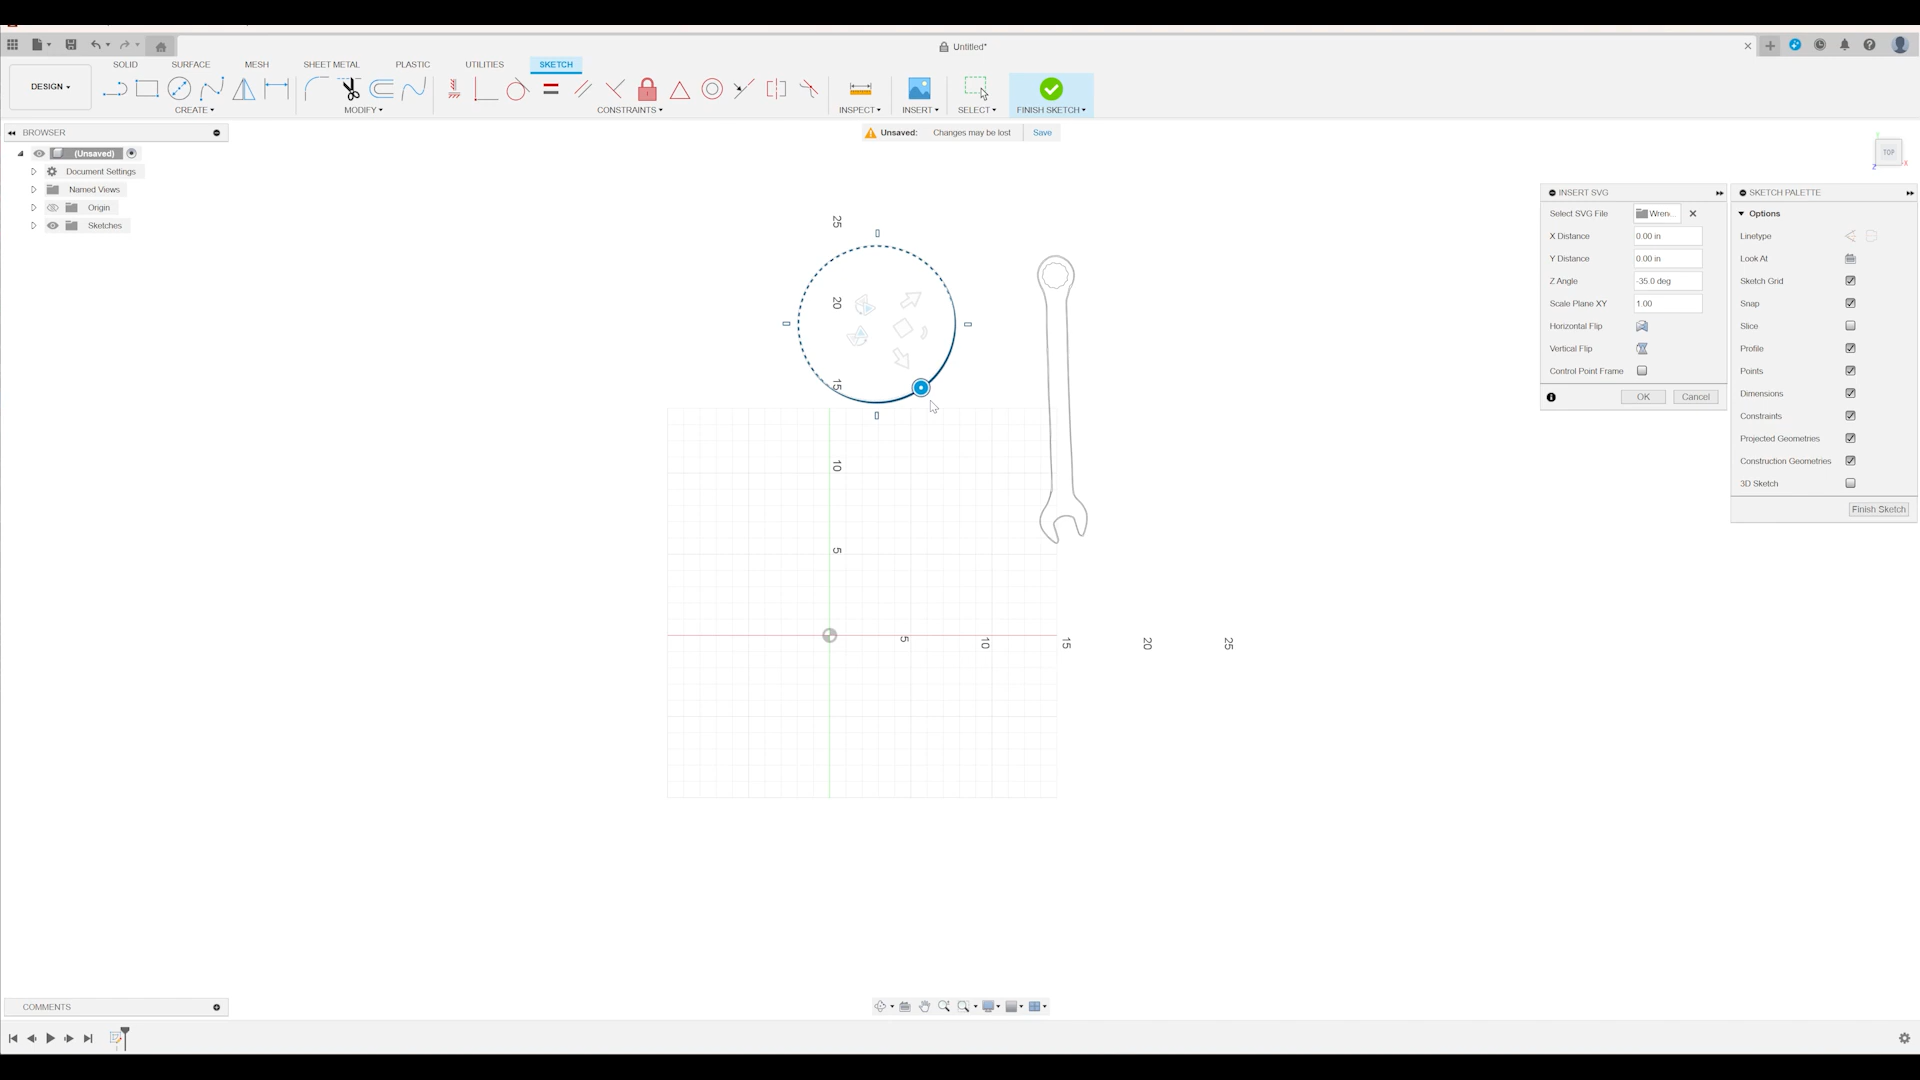 Untitled*
SOLID SURFACE MESH SHEET METAL PLASTIC UTILITIES SKETCH
DESIGN
CREATE MODIFY CONSTRAINTS INSPECT INSERT SELECT FINISH SKETCH
BROWSER
Unsaved: Changes may be lost Save
(Unsaved)
Document Settings
Named Views
Origin
Sketches
TOP
X
Z
INSERT SVG
Select SVG File Wren...
X Distance 0.00 in
Y Distance 0.00 in
Z Angle -35.0 deg
Scale Plane XY 1.00
Horizontal Flip
Vertical Flip
Control Point Frame
OK Cancel
SKETCH PALETTE
Options
Linetype
Look At
Sketch Grid
Snap
Slice
Profile
Points
Dimensions
Constraints
Projected Geometries
Construction Geometries
3D Sketch
Finish Sketch
25
20
15
10
5
5 10 15 20 25
COMMENTS